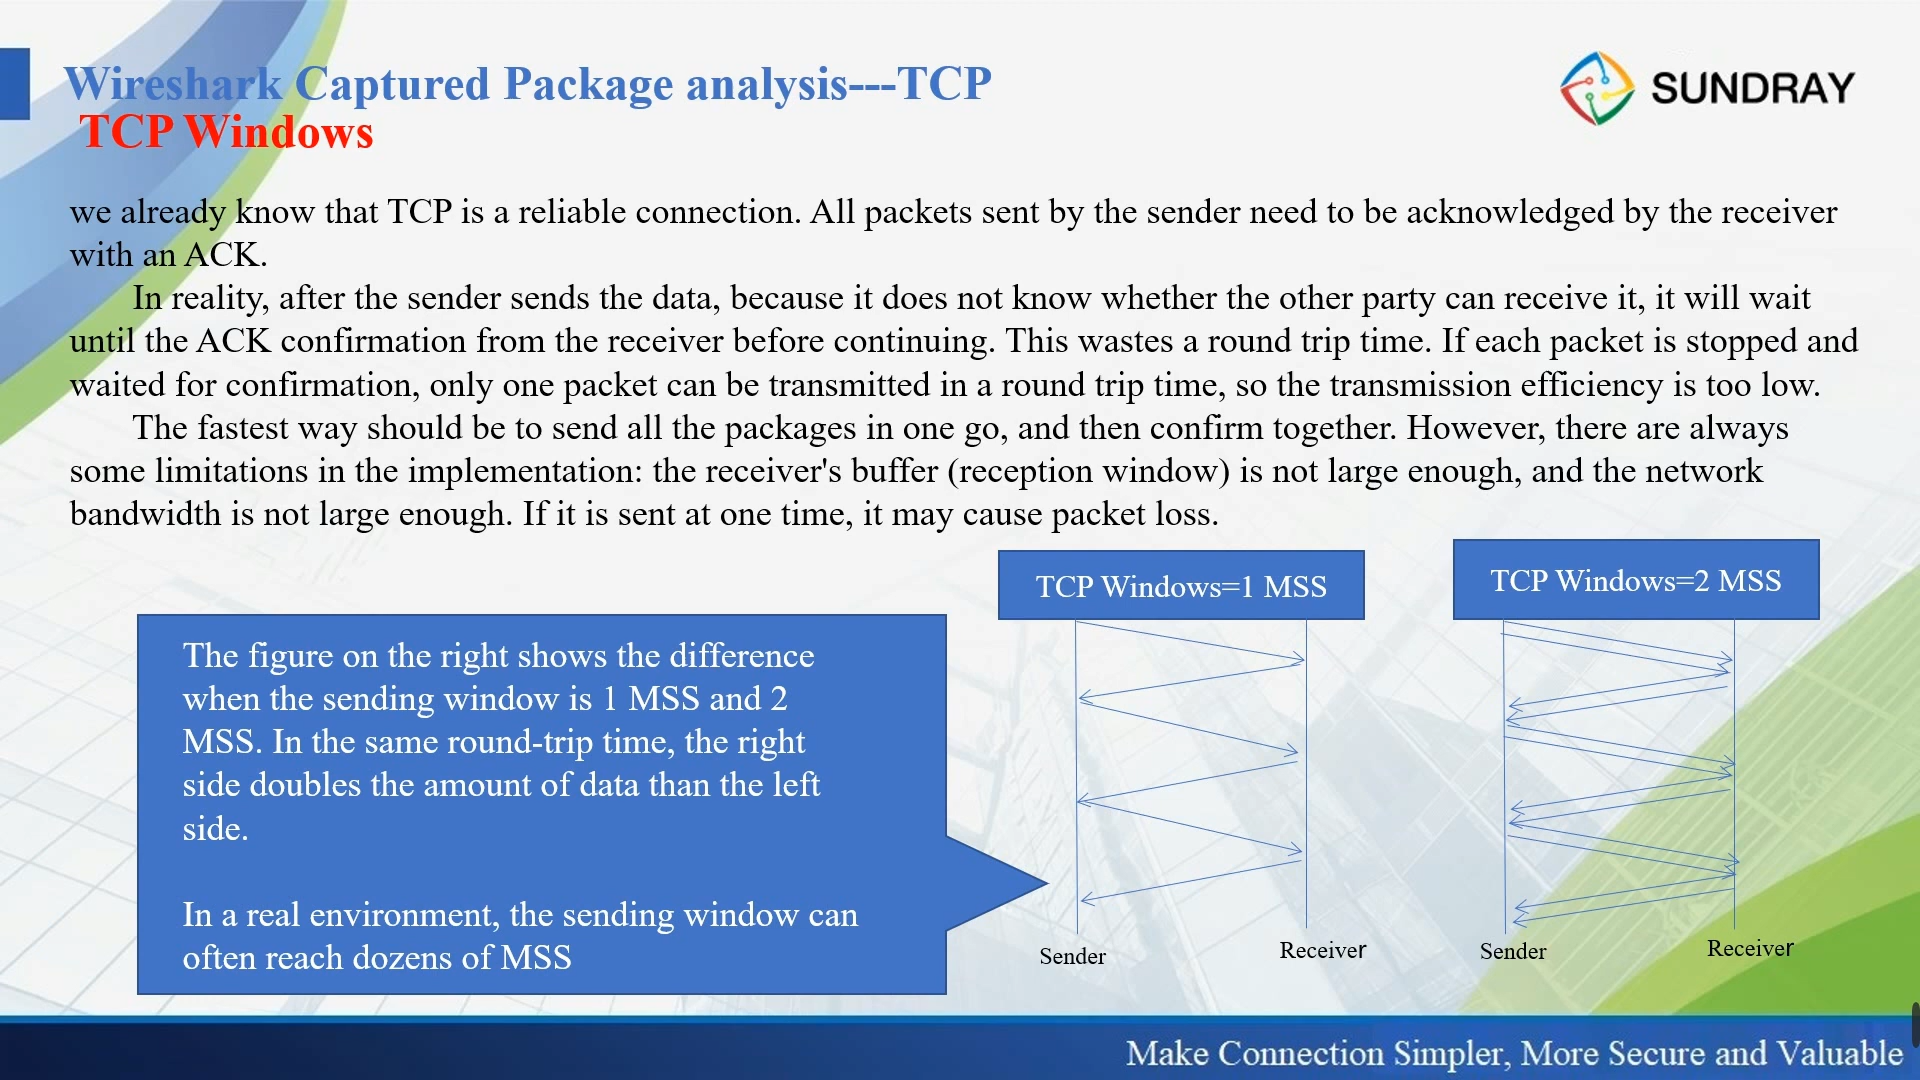 Wireshark Captured Package analysis---TCP
TCP Windows
SUNDRAY
we already know that TCP is a reliable connection. All packets sent by the sender need to be acknowledged by the receiver
with an ACK.
In reality, after the sender sends the data, because it does not know whether the other party can receive it, it will wait
until the ACK confirmation from the receiver before continuing. This wastes a round trip time. If each packet is stopped and
waited for confirmation, only one packet can be transmitted in a round trip time, so the transmission efficiency is too low.
The fastest way should be to send all the packages in one go, and then confirm together. However, there are always
some limitations in the implementation: the receiver's buffer (reception window) is not large enough, and the network
bandwidth is not large enough. If it is sent at one time, it may cause packet loss.
The figure on the right shows the difference
when the sending window is 1 MSS and 2
MSS. In the same round-trip time, the right
side doubles the amount of data than the left
side.
In a real environment, the sending window can
often reach dozens of MSS
TCP Windows=1 MSS
Sender
Receiver
TCP Windows=2 MSS
Sender
Receiver
Make Connection Simpler, More Secure and Valuable